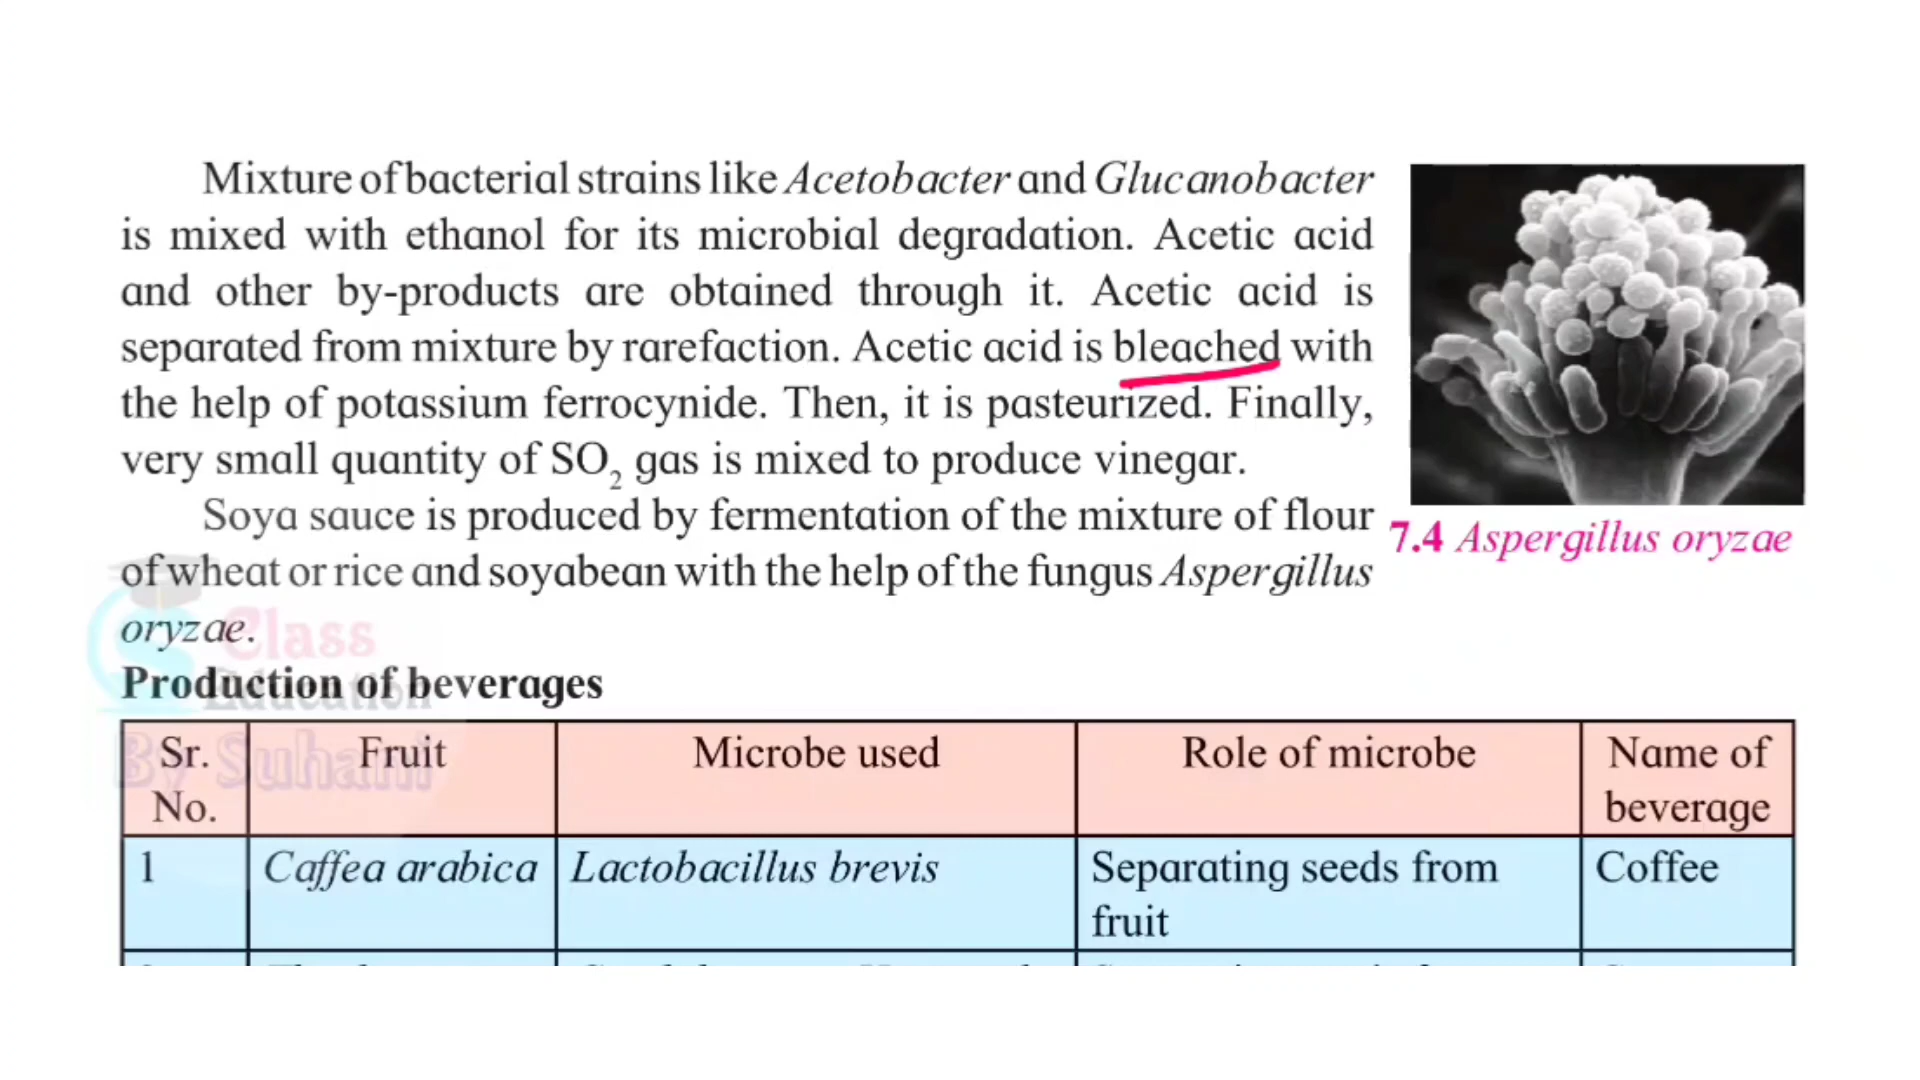 Mixture of bacterial strains like Acetobacter and Glucanobacter
is mixed with ethanol for its microbial degradation. Acetic acid
and other by-products are obtained through it. Acetic acid is
separated from mixture by rarefaction. Acetic acid is bleached with
the help of potassium ferrocynide. Then, it is pasteurized. Finally,
very small quantity of SO₂ gas is mixed to produce vinegar.
Soya sauce is produced by fermentation of the mixture of flour
of wheat or rice and soyabean with the help of the fungus Aspergillus
oryzae.
7.4 Aspergillus oryzae
Class
Education
By Suhani
Production of beverages
Sr. No. Fruit Microbe used Role of microbe Name of beverage
1 Caffea arabica Lactobacillus brevis Separating seeds from fruit Coffee